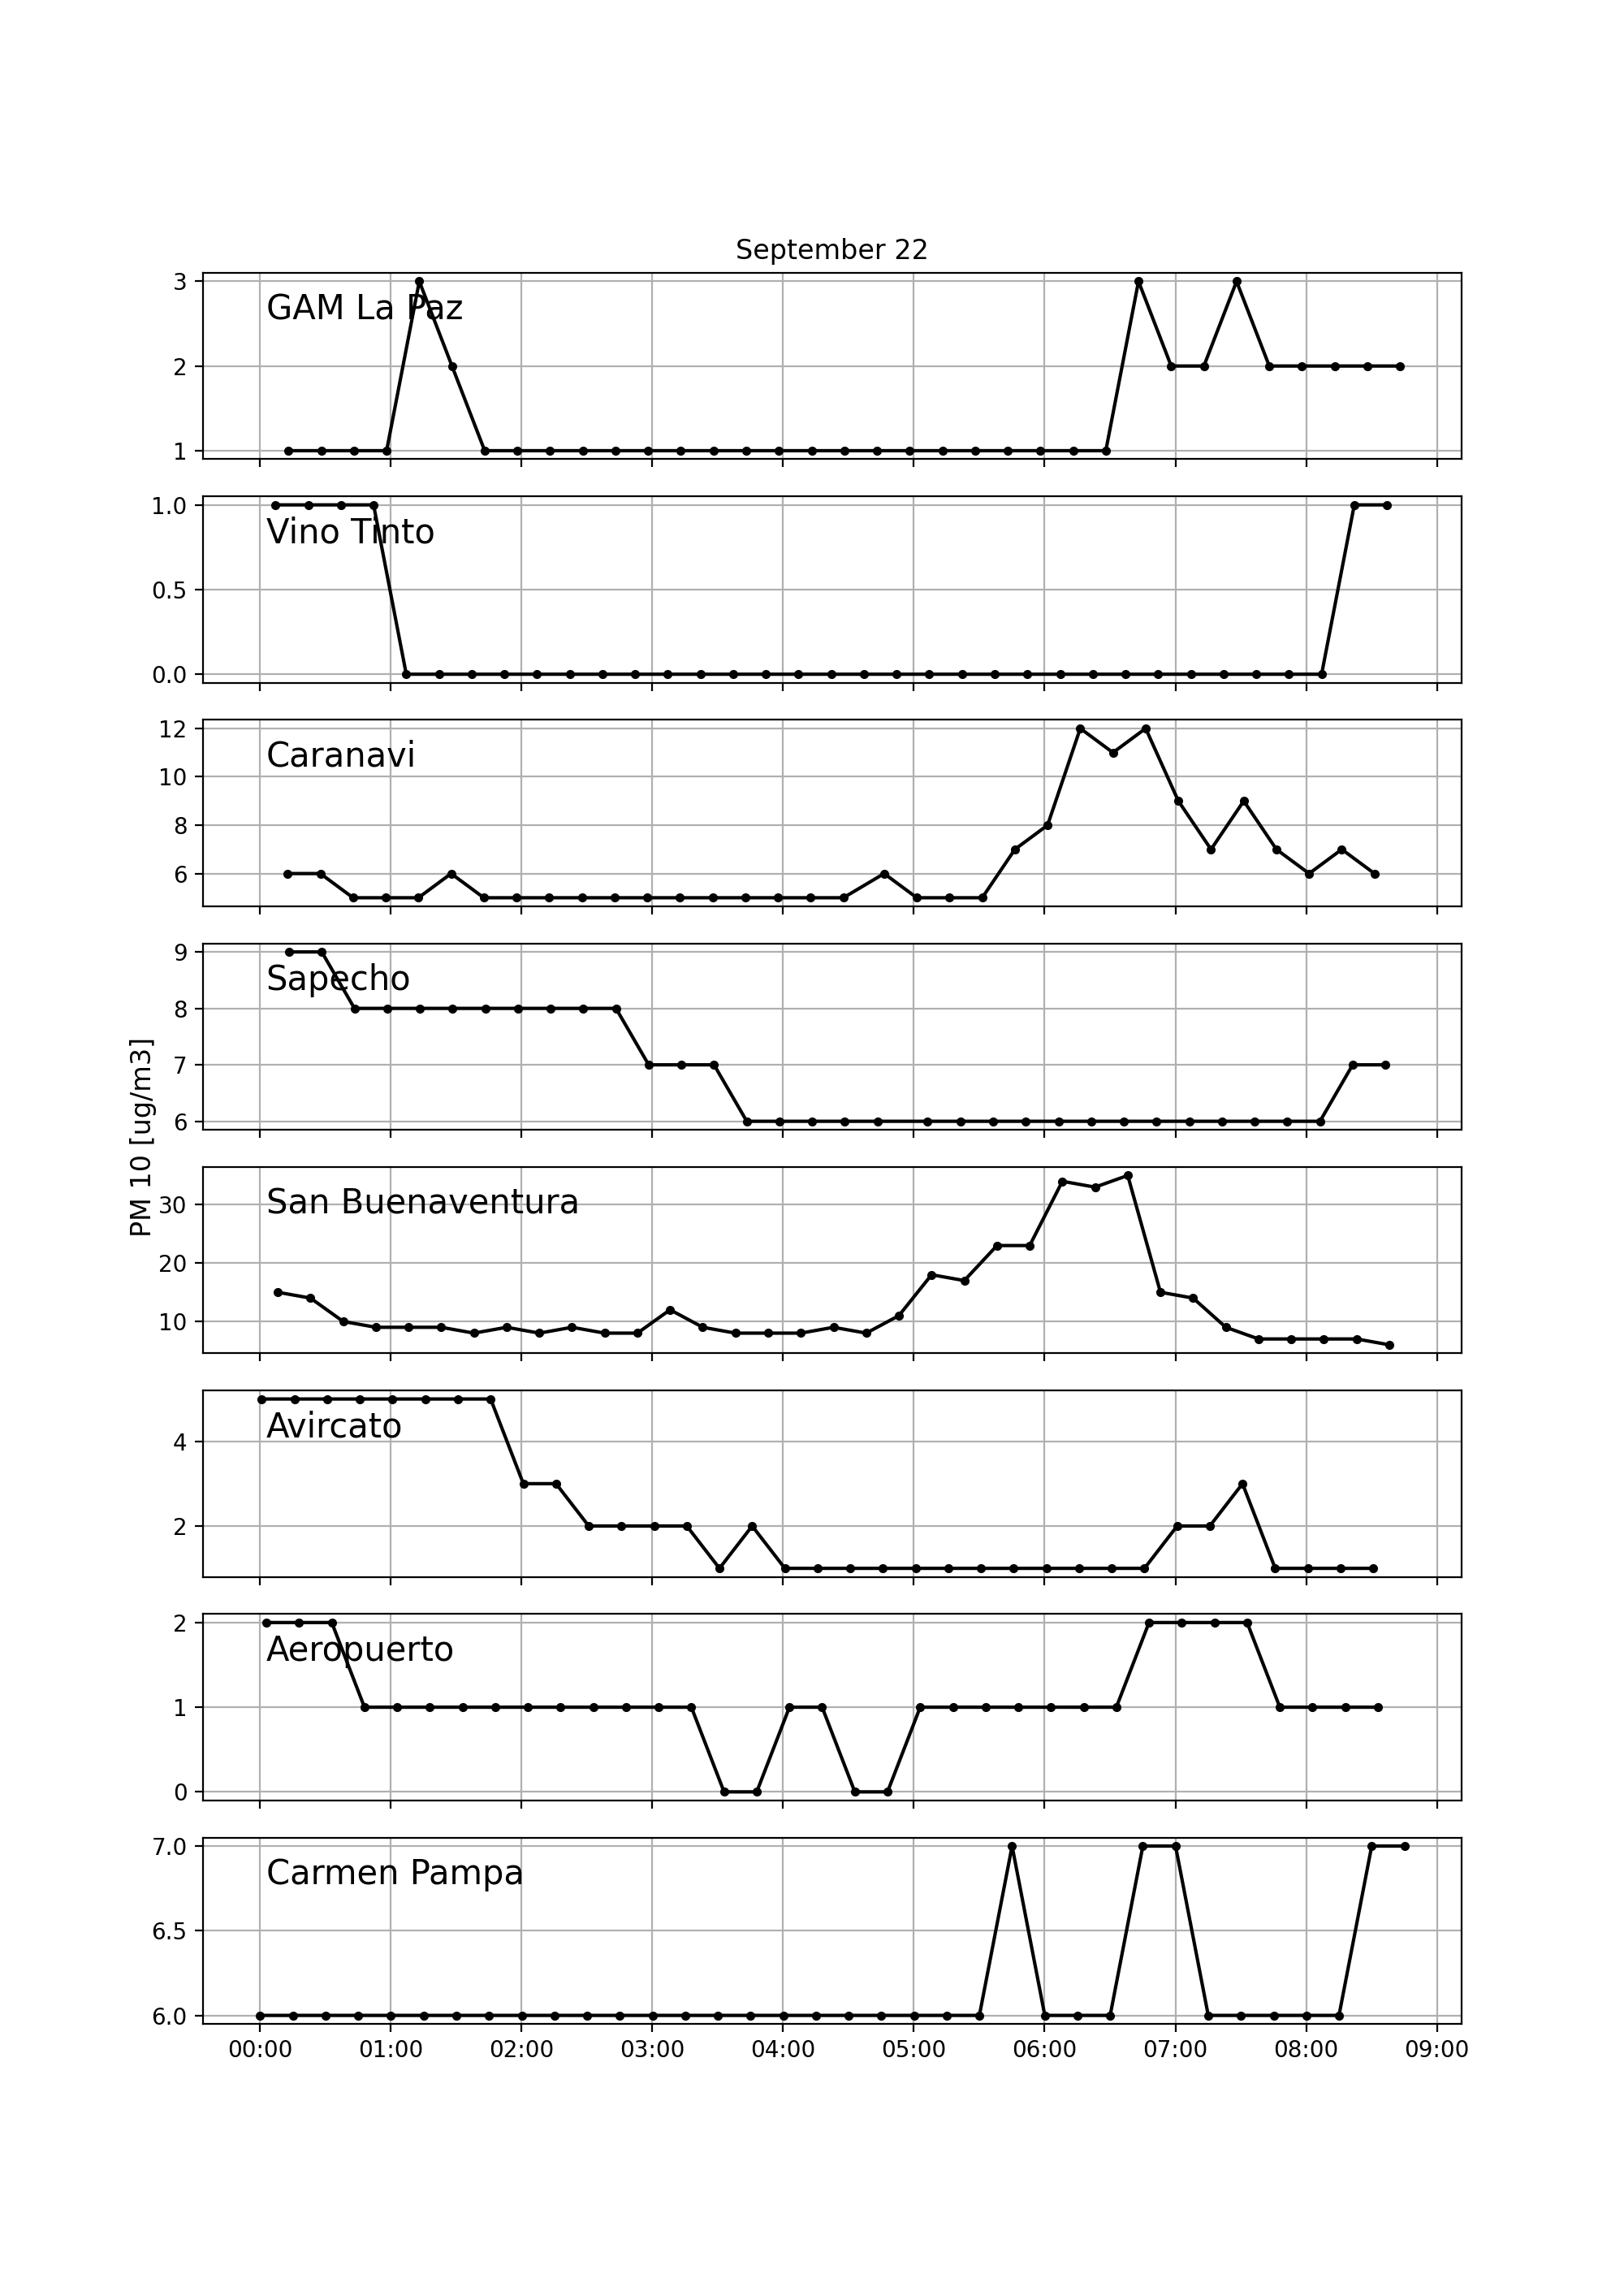 September 22
3
GAM La Paz
2
1
1.0
Vino Tinto
0.5
0.0
12
Caranavi
10
8
6
9
Sapecho
8
7
6
PM 10 [ug/m3]
San Buenaventura
30
20
10
Avircato
4
2
2
Aeropuerto
1
0
7.0
Carmen Pampa
6.5
6.0
00:00 01:00 02:00 03:00 04:00 05:00 06:00 07:00 08:00 09:00